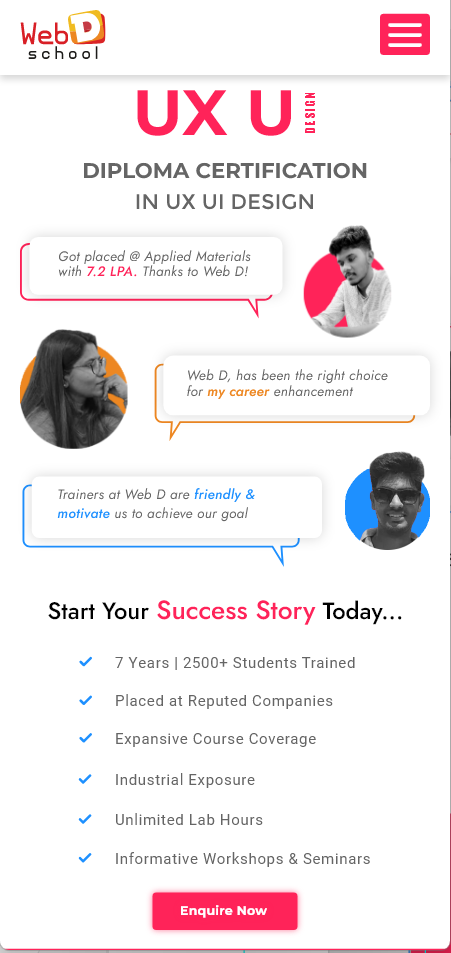 Web D
school
UX UI
DESIGN
DIPLOMA CERTIFICATION
IN UX UI DESIGN
Got placed @ Applied Materials
with 7.2 LPA. Thanks to Web D!
Web D, has been the right choice
for my career enhancement
Trainers at Web D are friendly &
motivate us to achieve our goal
Start Your Success Story Today...
7 Years | 2500+ Students Trained
Placed at Reputed Companies
Expansive Course Coverage
Industrial Exposure
Unlimited Lab Hours
Informative Workshops & Seminars
Enquire Now